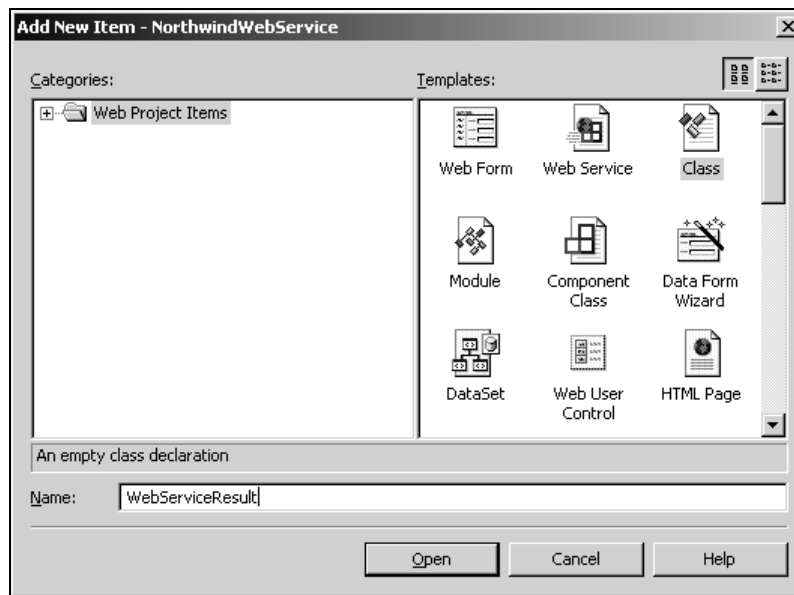 Add New Item - NorthwindWebService
Categories:
Templates:
Web Project Items
Web Form
Web Service
Class
Module
Component
Class
Data Form
Wizard
DataSet
Web User
Control
HTML Page
An empty class declaration
Name:
WebServiceResult
Open
Cancel
Help